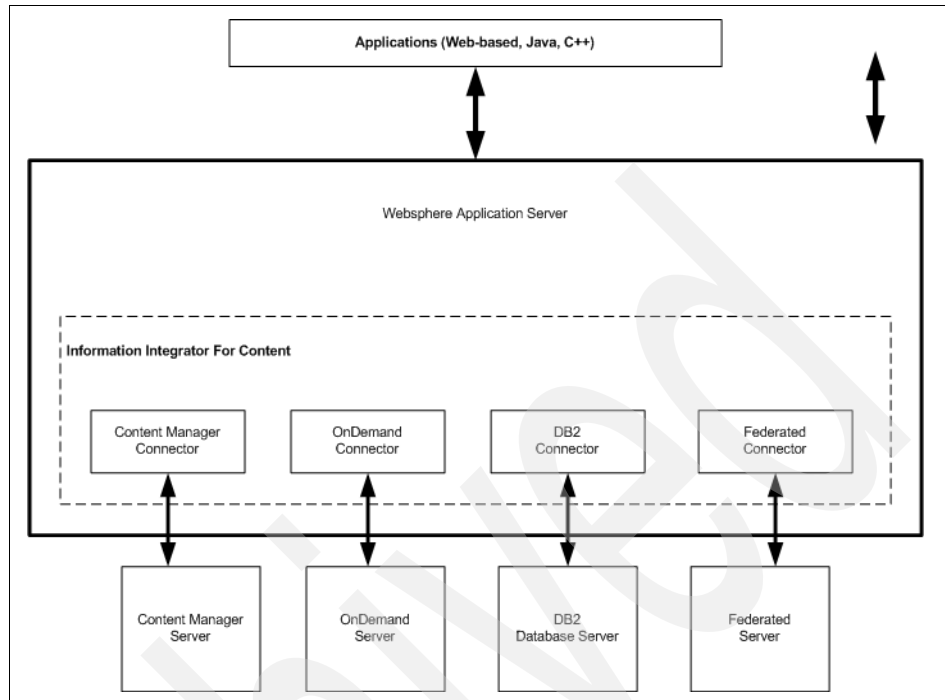 Applications (Web-based, Java, C++)
Websphere Application Server
Information Integrator For Content
Content Manager
Connector
OnDemand
Connector
DB2
Connector
Federated
Connector
Content Manager
Server
OnDemand
Server
DB2
Database Server
Federated
Server